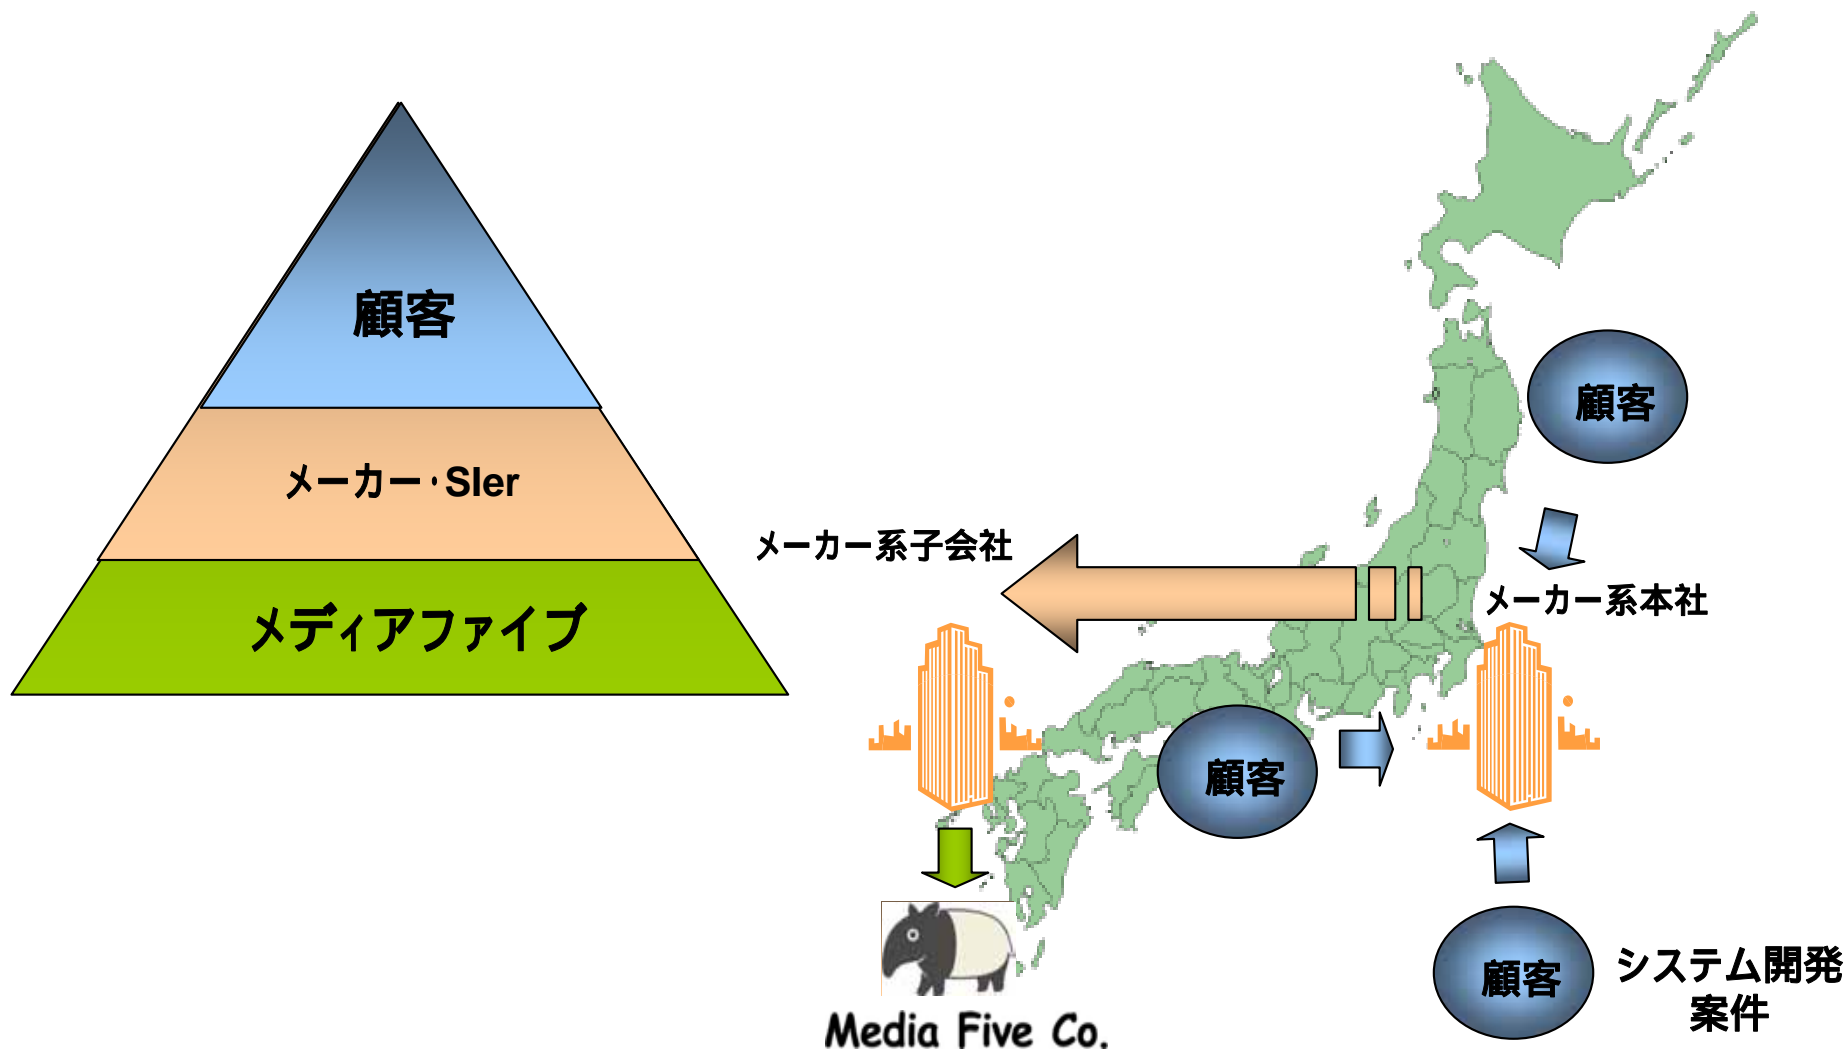 顧客
メーカー・SIer
メディアファイブ
顧客
メーカー系子会社
メーカー系本社
顧客
顧客
システム開発
案件
Media Five Co.